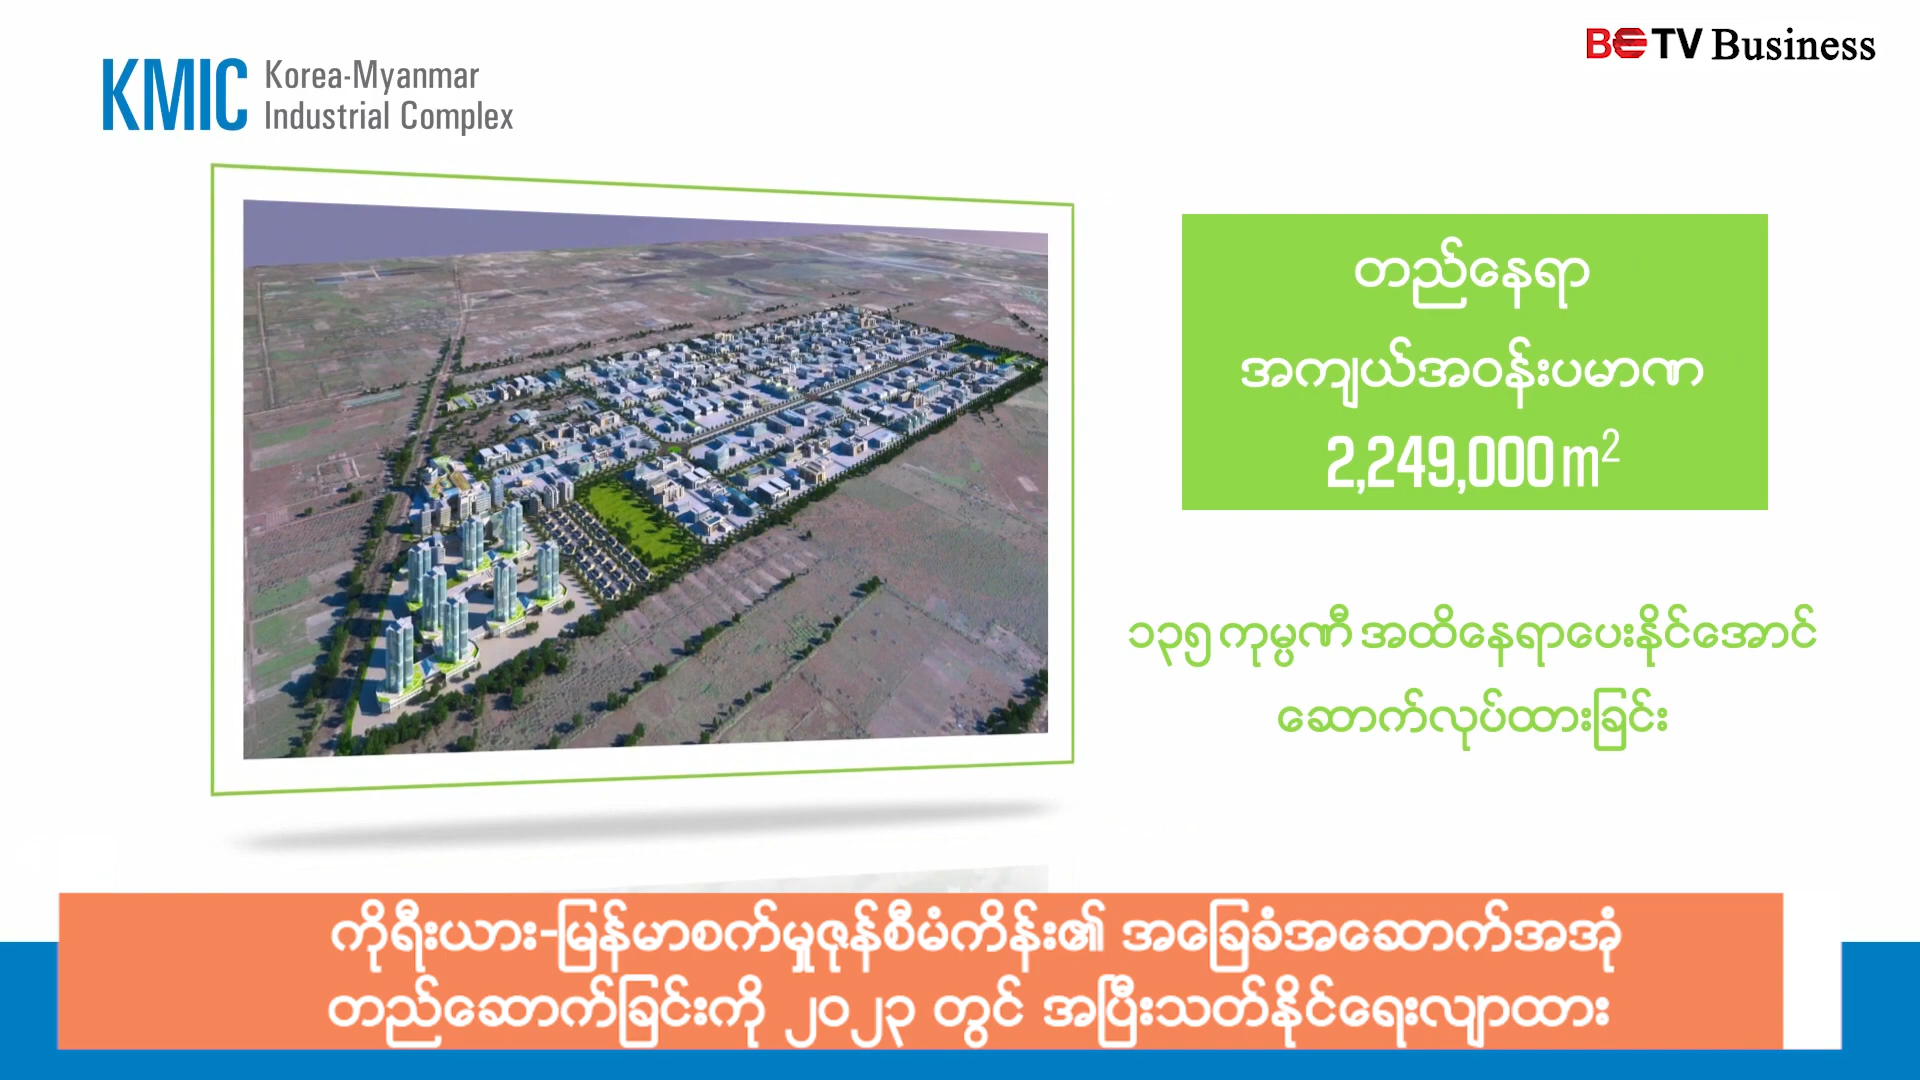 BETV Business
KMIC Korea-Myanmar
Industrial Complex
တည်နေရာ
အကျယ်အဝန်းပမာဏ
2,249,000 m²
၁၃၅ ကုမ္ပဏီ အထိနေရာပေးနိုင်အောင်
ဆောက်လုပ်ထားခြင်း
ကိုရီးယား-မြန်မာစက်မှုဇုန်စီမံကိန်း၏ အခြေခံအဆောက်အအုံ
တည်ဆောက်ခြင်းကို ၂၀၂၃ တွင် အပြီးသတ်နိုင်ရေးလျာထား